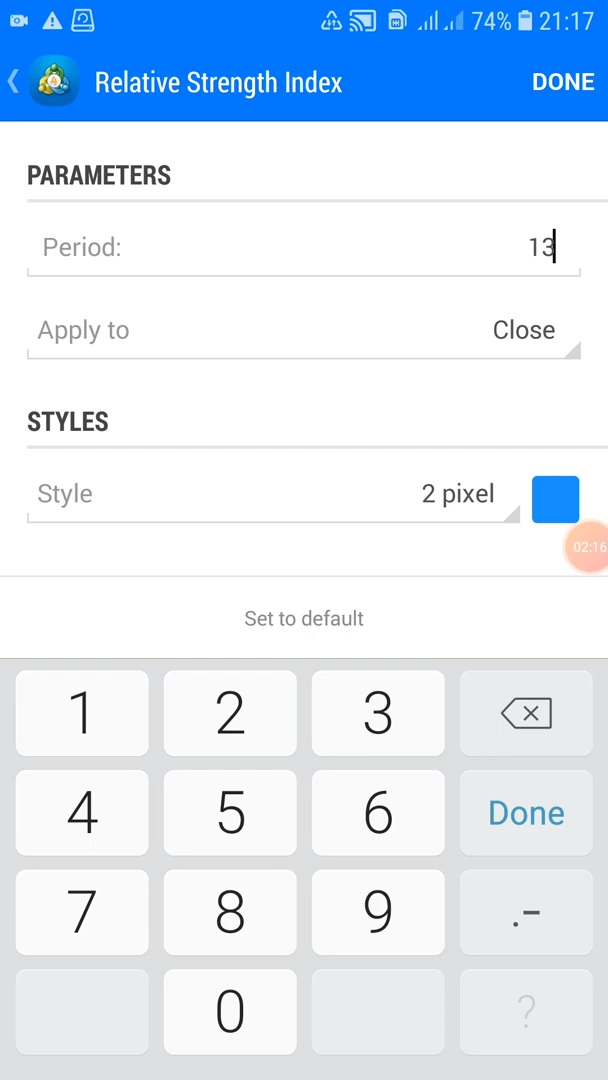 74% 21:17
Relative Strength Index DONE
PARAMETERS
Period: 13
Apply to Close
STYLES
Style 2 pixel
02:16
Set to default
1 2 3
4 5 6 Done
7 8 9 .-
0 ?